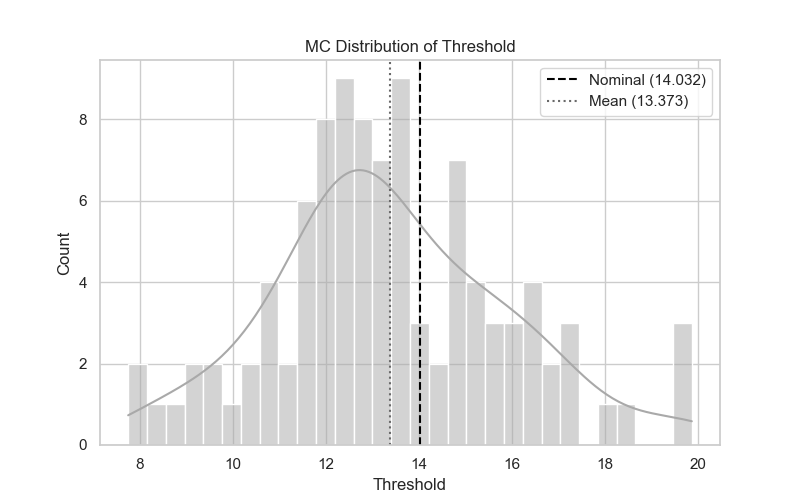 MC Distribution of Threshold
Nominal (14.032)
Mean (13.373)
Count
8
6
4
2
0
8 10 12 14 16 18 20
Threshold